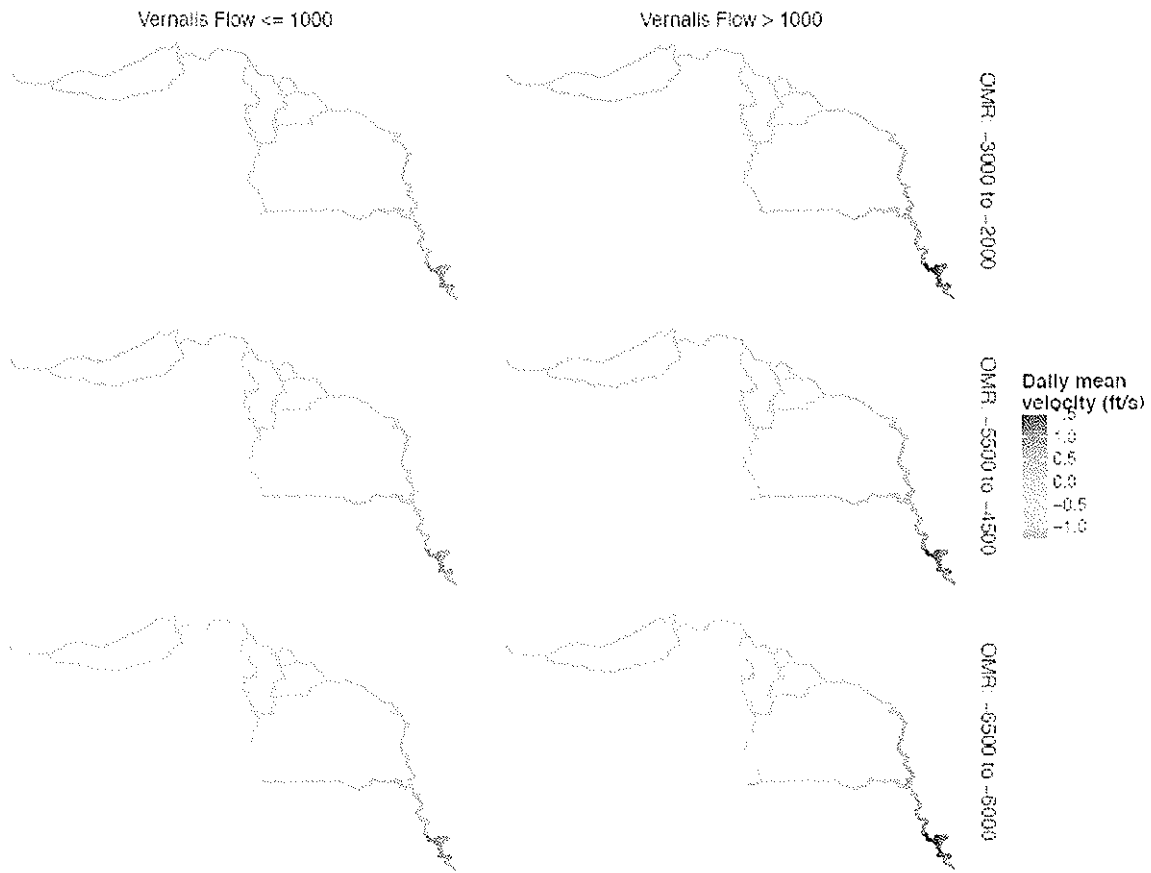 Vernalis Flow <= 1000
Vernalis Flow > 1000
OMR: -3000 to -2000
OMR: -5500 to -4500
OMR: -6500 to -6000
Daily mean
velocity (ft/s)
1.0
0.5
0.0
-0.5
-1.0